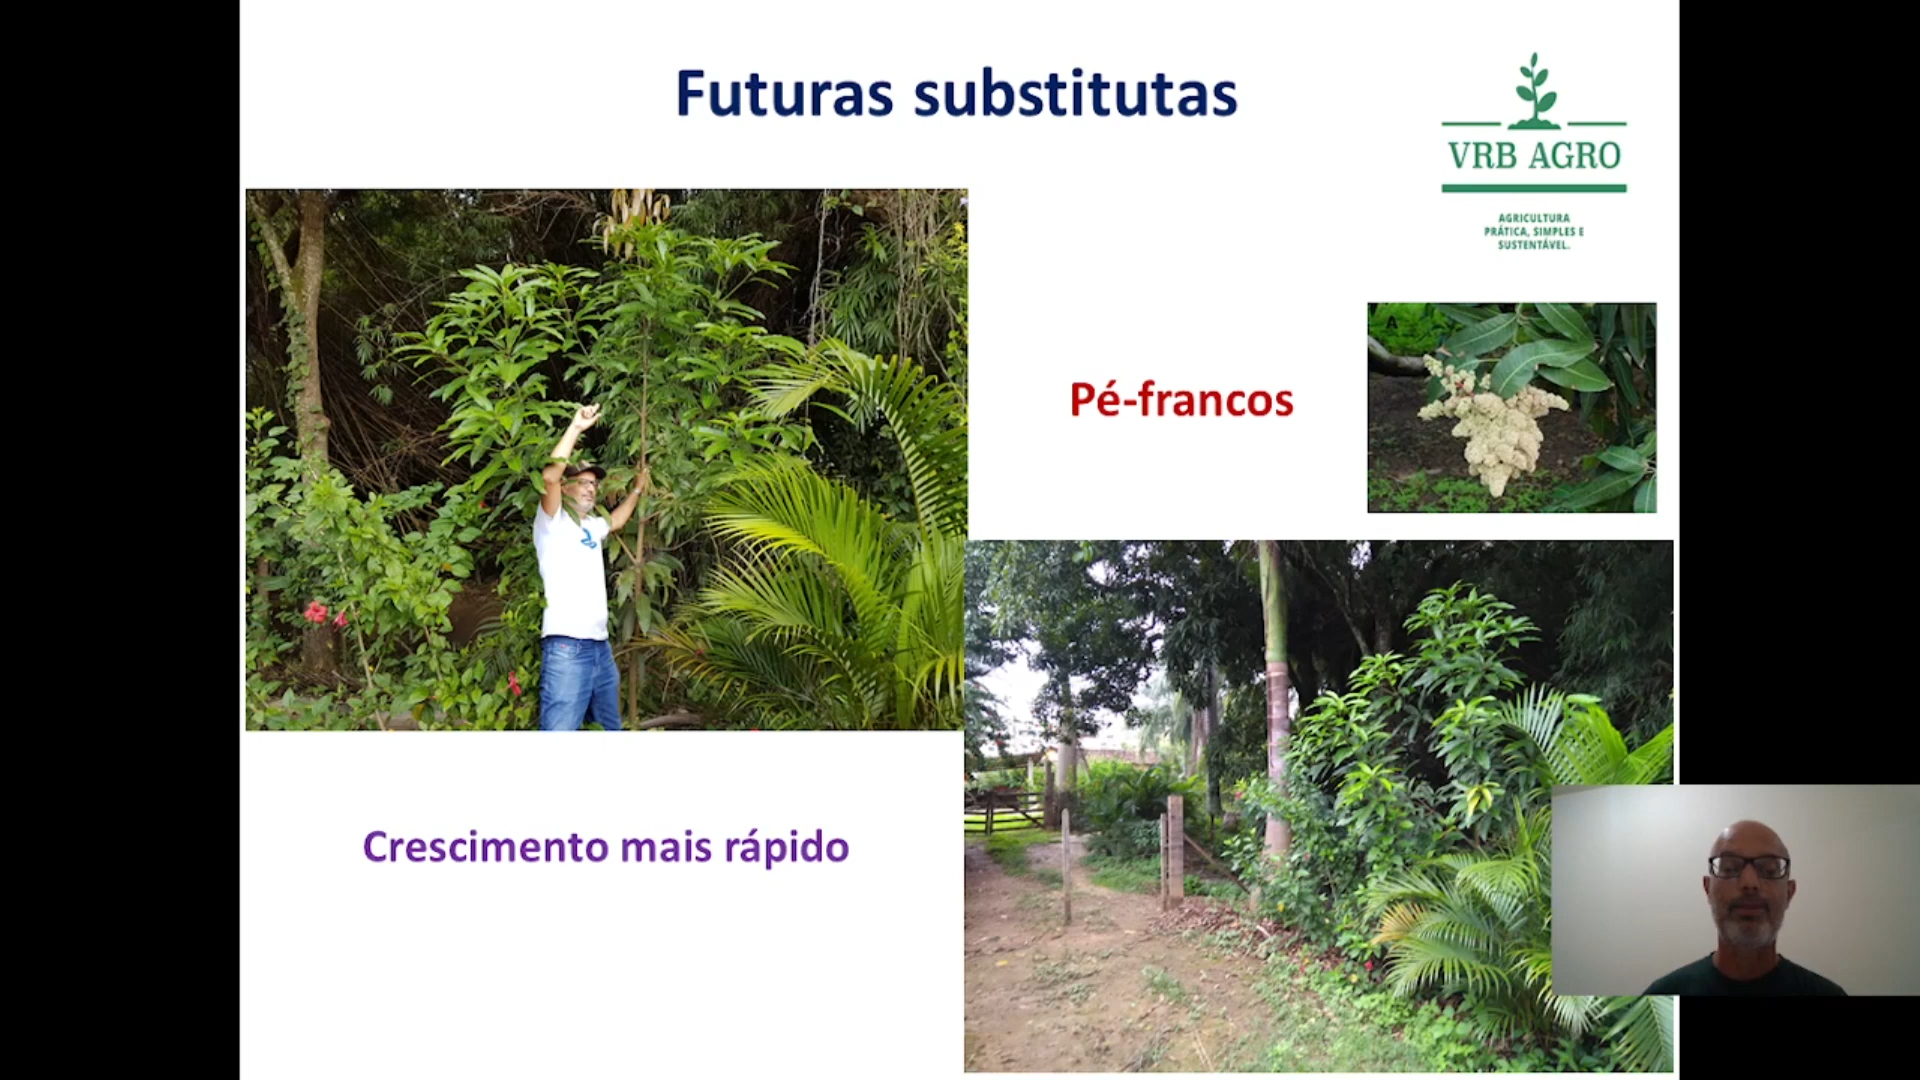 Futuras substitutas
VRB AGRO
AGRICULTURA
PRÁTICA, SIMPLES E
SUSTENTÁVEL.
Pé-francos
Crescimento mais rápido